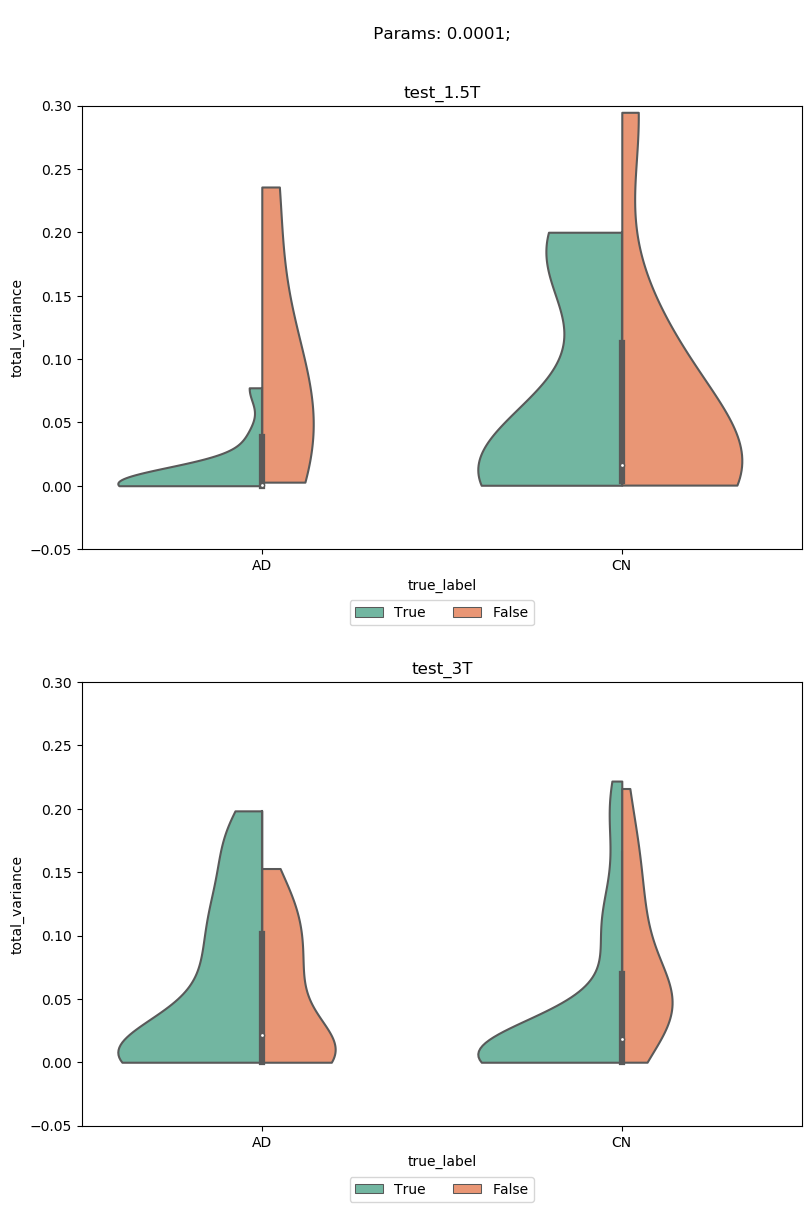 Params: 0.0001;
test_1.5T
0.30
0.25
0.20
0.15
0.10
0.05
0.00
−0.05
total_variance
AD CN
true_label
True False
test_3T
0.30
0.25
0.20
0.15
0.10
0.05
0.00
−0.05
total_variance
AD CN
true_label
True False